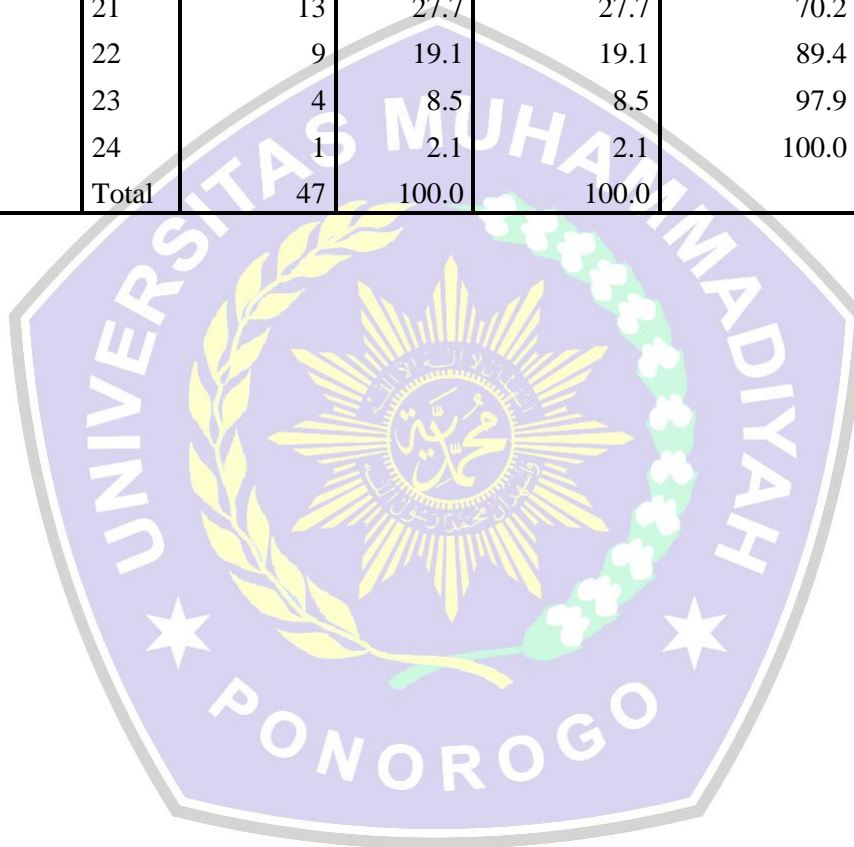 21 13 27.7 27.7 70.2
22 9 19.1 19.1 89.4
23 4 8.5 8.5 97.9
24 1 2.1 2.1 100.0
Total 47 100.0 100.0
UNIVERSITAS MUHAMMADIYAH
محمدية
PONOROGO